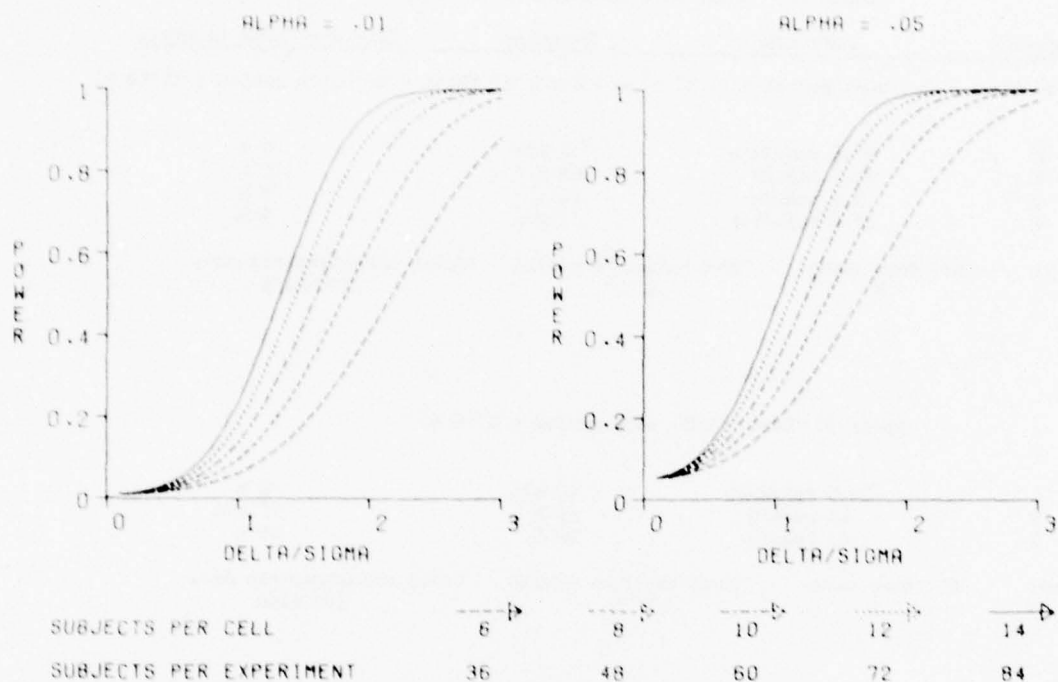 ALPHA = .01
ALPHA = .05
POWER
1
0.8
0.6
0.4
0.2
0
0 1 2 3
DELTA/SIGMA
POWER
1
0.8
0.6
0.4
0.2
0
0 1 2 3
DELTA/SIGMA
SUBJECTS PER CELL 6 8 10 12 14
SUBJECTS PER EXPERIMENT 36 48 60 72 84